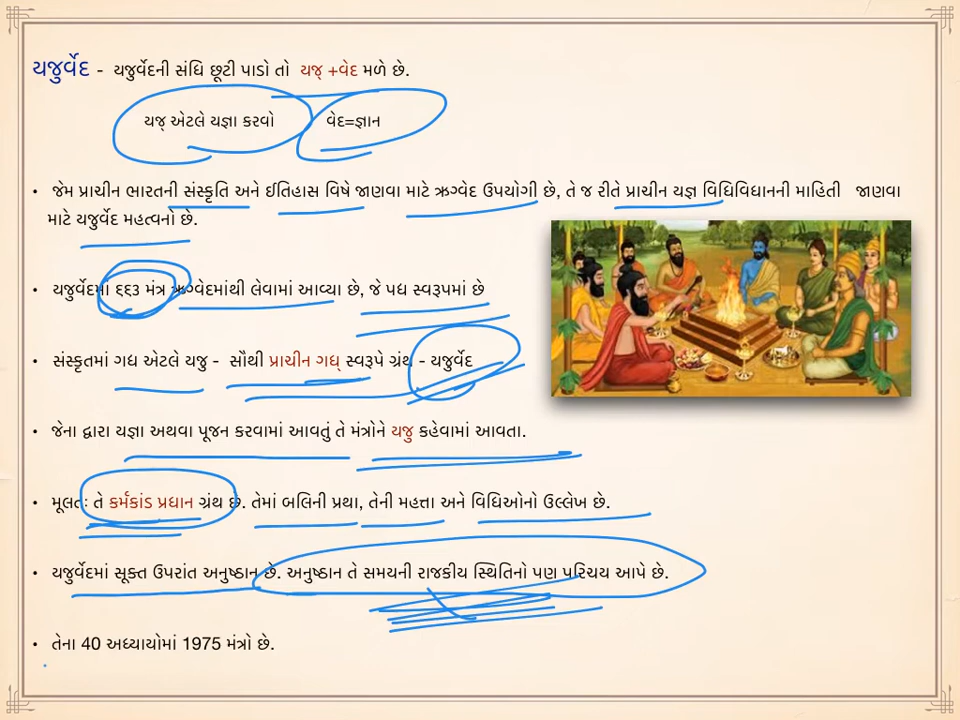 યજુર્વેદ - યજુર્વેદની સંધિ છૂટી પાડો તો યજ્ +વેદ મળે છે.
યજ્ એટલે યજ્ઞા કરવો વેદ=જ્ઞાન
• જેમ પ્રાચીન ભારતની સંસ્કૃતિ અને ઈતિહાસ વિષે જાણવા માટે ઋગ્વેદ ઉપયોગી છે, તે જ રીતે પ્રાચીન યજ્ઞ વિધિવિધાનની માહિતી જાણવા
માટે યજુર્વેદ મહત્વનો છે.
• યજુર્વેદમાં ૬૬૩ મંત્ર ઋગ્વેદમાંથી લેવામાં આવ્યા છે, જે પદ્ય સ્વરૂપમાં છે
• સંસ્કૃતમાં ગદ્ય એટલે યજુ - સૌથી પ્રાચીન ગધ્ સ્વરૂપે ગ્રંથ - યજુર્વેદ
• જેના દ્વારા યજ્ઞા અથવા પૂજન કરવામાં આવતું તે મંત્રોને યજુ કહેવામાં આવતા.
• મૂલતઃ તે કર્મકાંડ પ્રધાન ગ્રંથ છે. તેમાં બલિની પ્રથા, તેની મહત્તા અને વિધિઓનો ઉલ્લેખ છે.
• યજુર્વેદમાં સૂક્ત ઉપરાંત અનુષ્ઠાન છે. અનુષ્ઠાન તે સમયની રાજકીય સ્થિતિનો પણ પરિચય આપે છે.
• તેના 40 અધ્યાયોમાં 1975 મંત્રો છે.